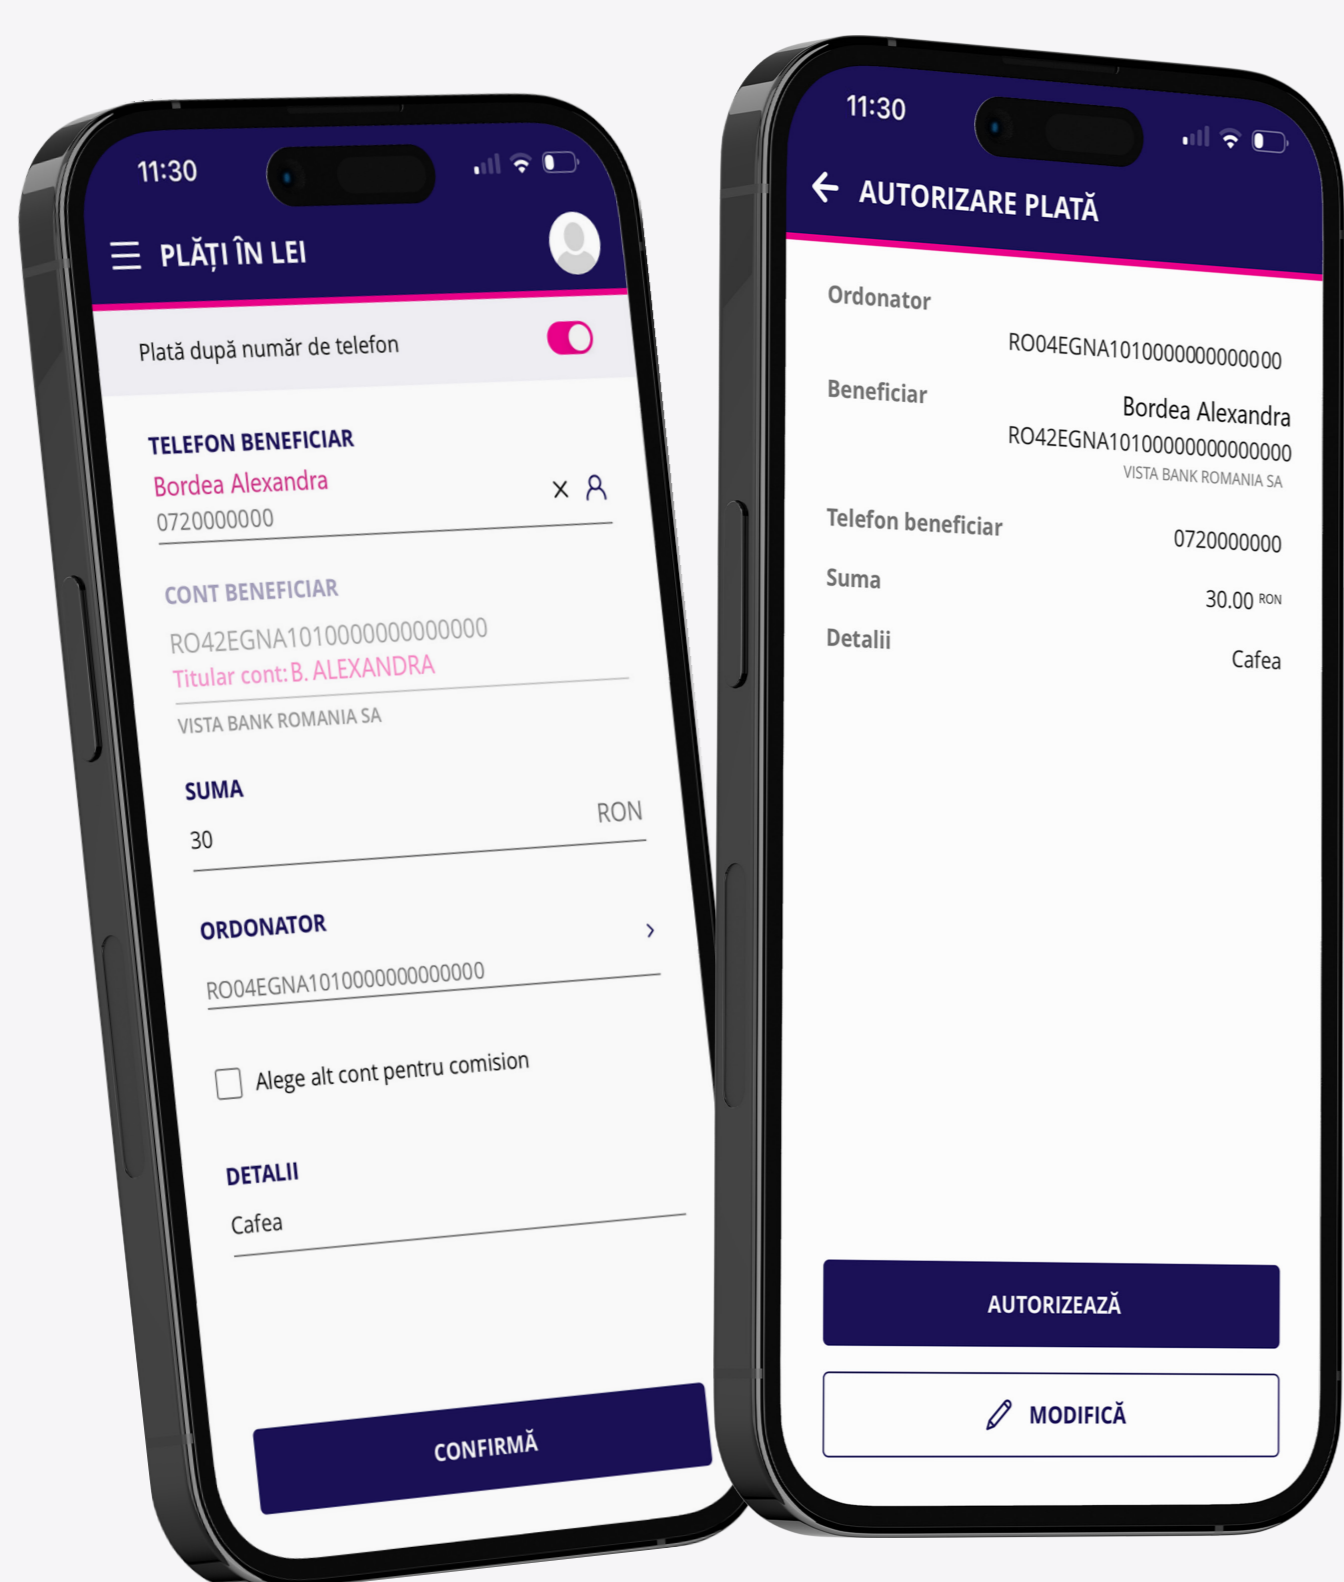 11:30
PLĂȚI ÎN LEI
Plată după număr de telefon
TELEFON BENEFICIAR
Bordea Alexandra
0720000000
CONT BENEFICIAR
RO42EGNA1010000000000000
Titular cont: B. ALEXANDRA
VISTA BANK ROMANIA SA
SUMA
30 RON
ORDONATOR
RO04EGNA1010000000000000
Alege alt cont pentru comision
DETALII
Cafea
CONFIRMĂ
11:30
AUTORIZARE PLATĂ
Ordonator
RO04EGNA1010000000000000
Beneficiar
Bordea Alexandra
RO42EGNA10100000000000000
VISTA BANK ROMANIA SA
Telefon beneficiar
0720000000
Suma
30.00 RON
Detalii
Cafea
AUTORIZEAZĂ
MODIFICĂ